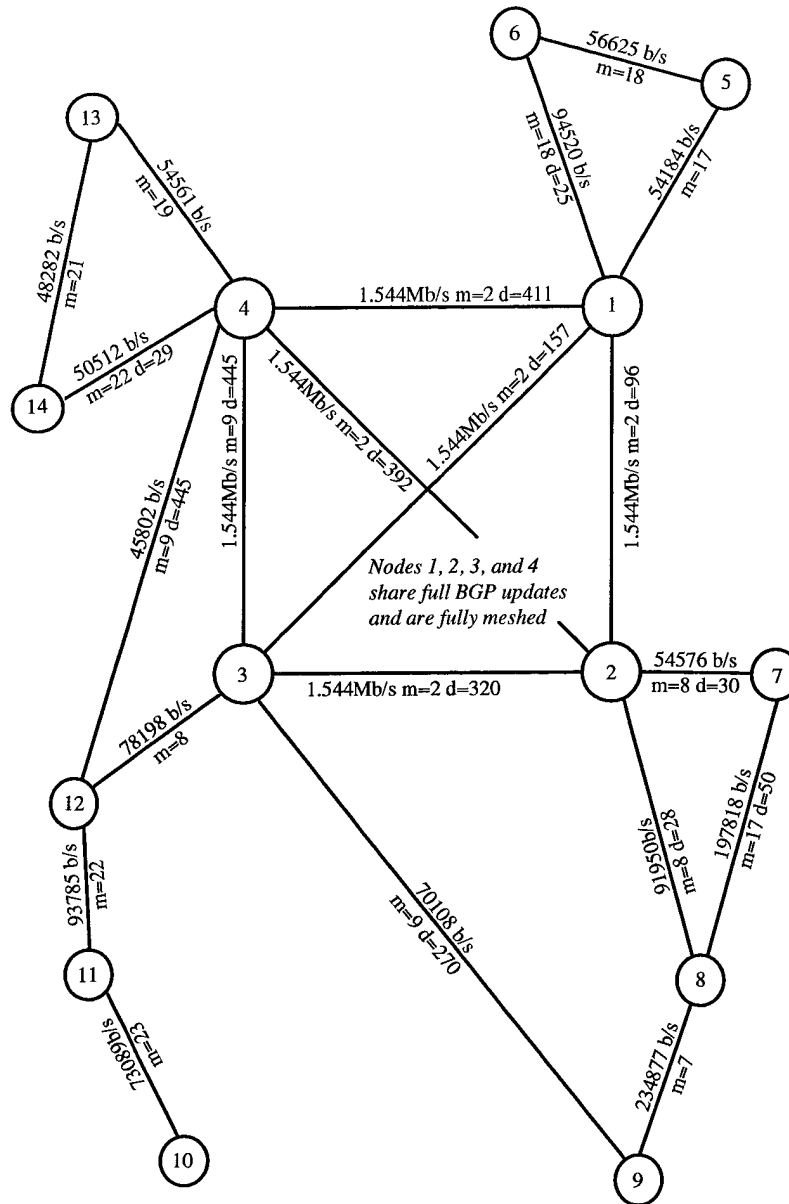 6
56625 b/s
m=18
5
94520 b/s
m=18 d=25
54184 b/s
m=17
13
54561 b/s
m=19
48282 b/s
m=21
4
1.544Mb/s m=2 d=411
1
50512 b/s
m=22 d=29
14
1.544Mb/s m=2 d=392
1.544Mb/s m=2 d=157
1.544Mb/s m=2 d=96
1.544Mb/s m=9 d=445
45802 b/s
m=9 d=445
Nodes 1, 2, 3, and 4
share full BGP updates
and are fully meshed
3
1.544Mb/s m=2 d=320
2
54576 b/s
m=8 d=30
7
78198 b/s
m=8
12
91950b/s
m=8 d=28
197818 b/s
m=17 d=50
93785 b/s
m=22
70108 b/s
m=9 d=270
11
8
73089b/s
m=23
234877 b/s
m=7
10
9